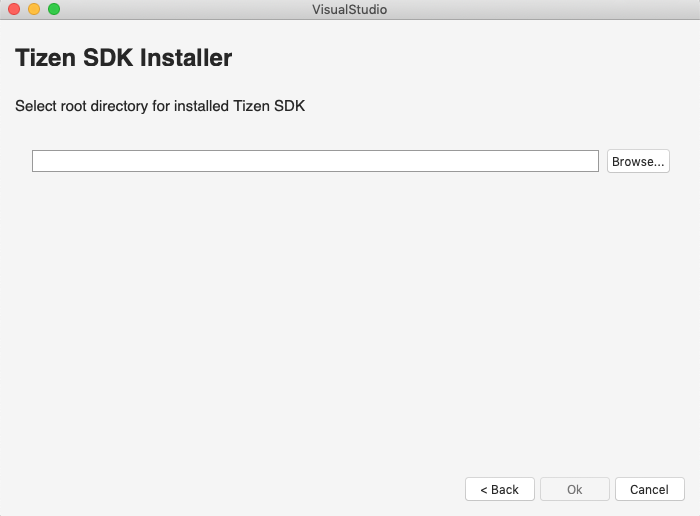 VisualStudio
Tizen SDK Installer
Select root directory for installed Tizen SDK
Browse...
< Back
Ok
Cancel